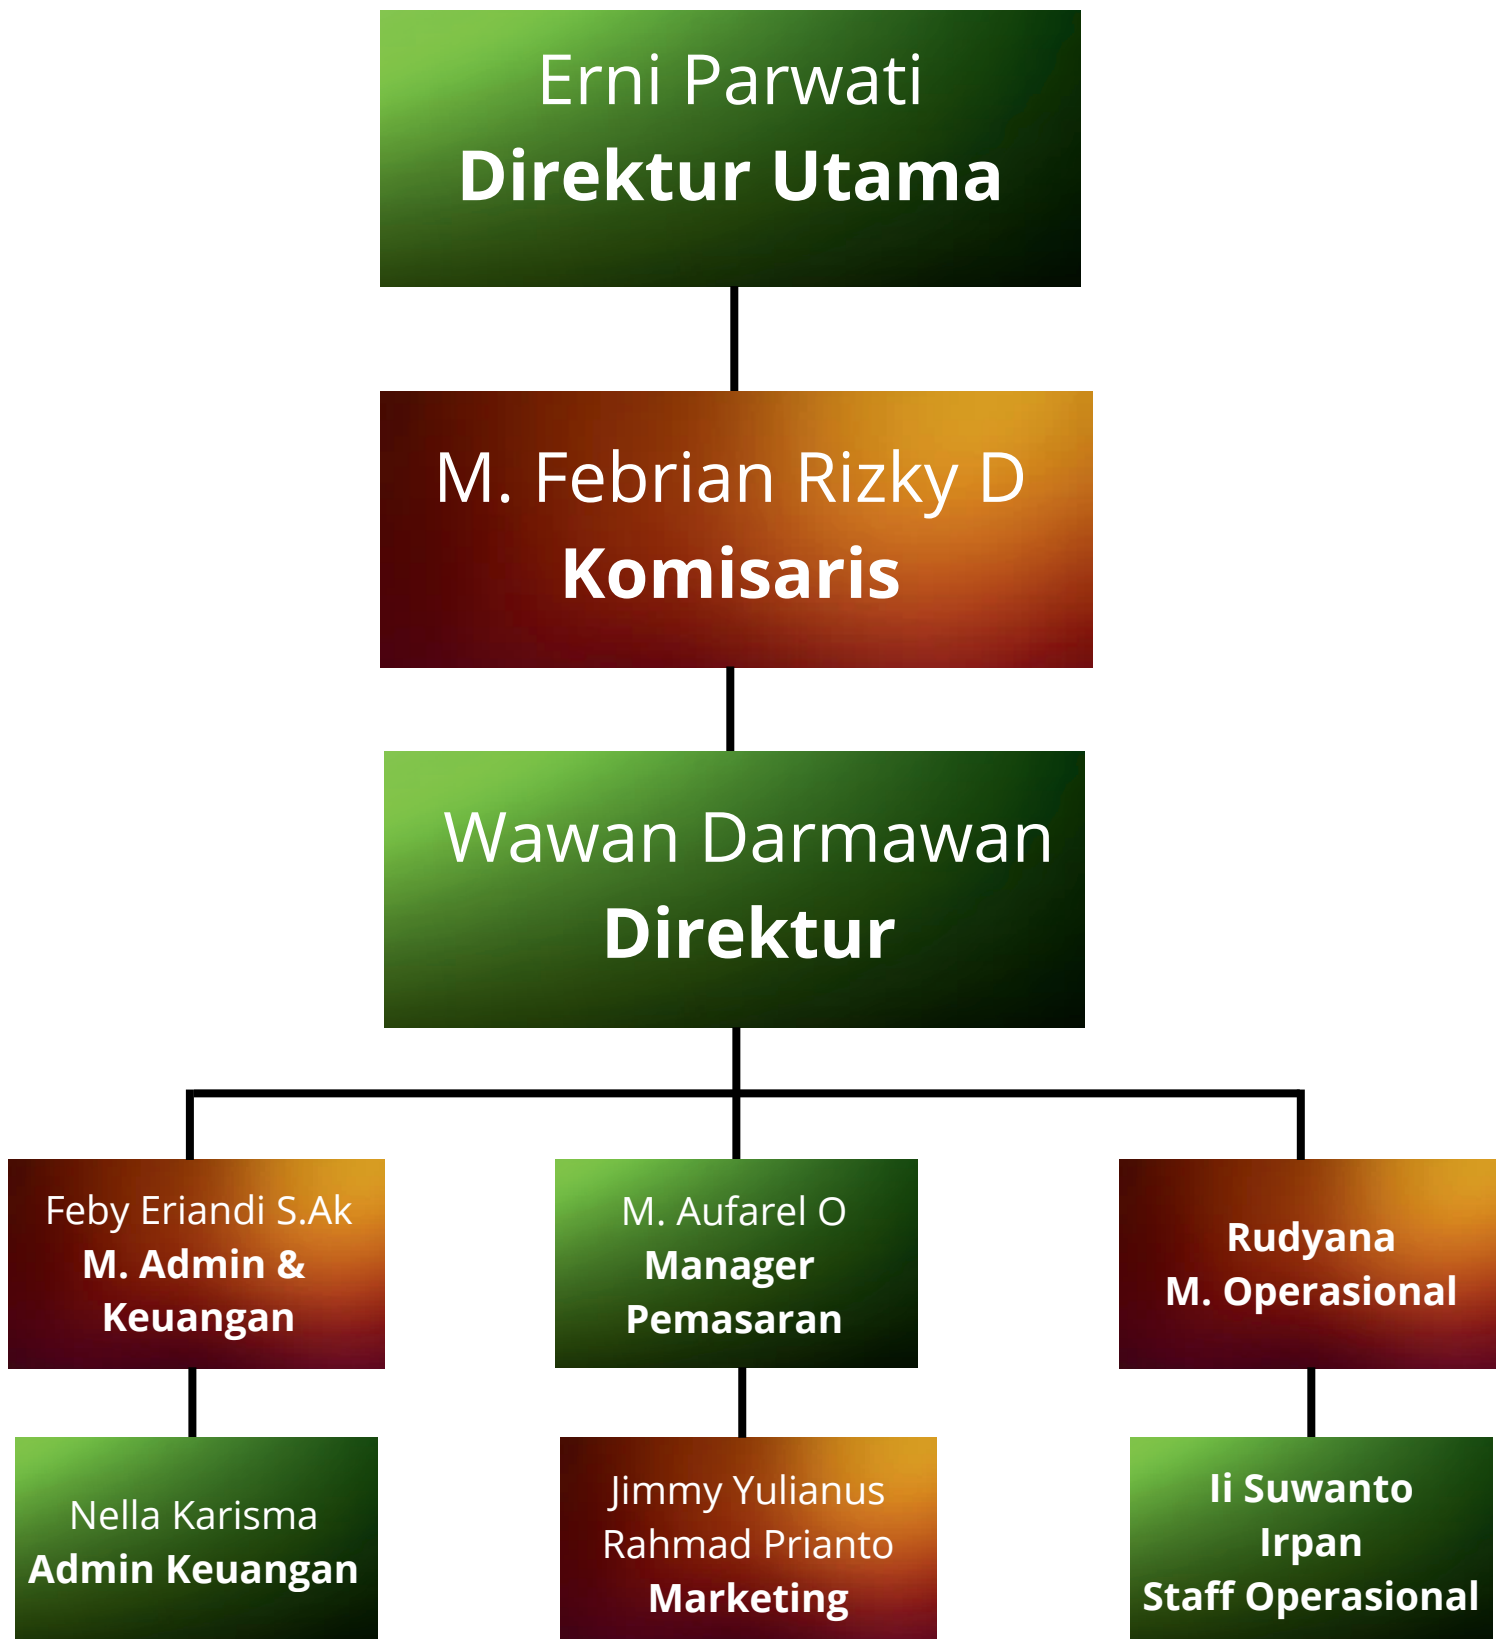 Erni Parwati
Direktur Utama
M. Febrian Rizky D
Komisaris
Wawan Darmawan
Direktur
Feby Eriandi S.Ak
M. Admin &
Keuangan
M. Aufarel O
Manager
Pemasaran
Rudyana
M. Operasional
Nella Karisma
Admin Keuangan
Jimmy Yulianus
Rahmad Prianto
Marketing
Ii Suwanto
Irpan
Staff Operasional